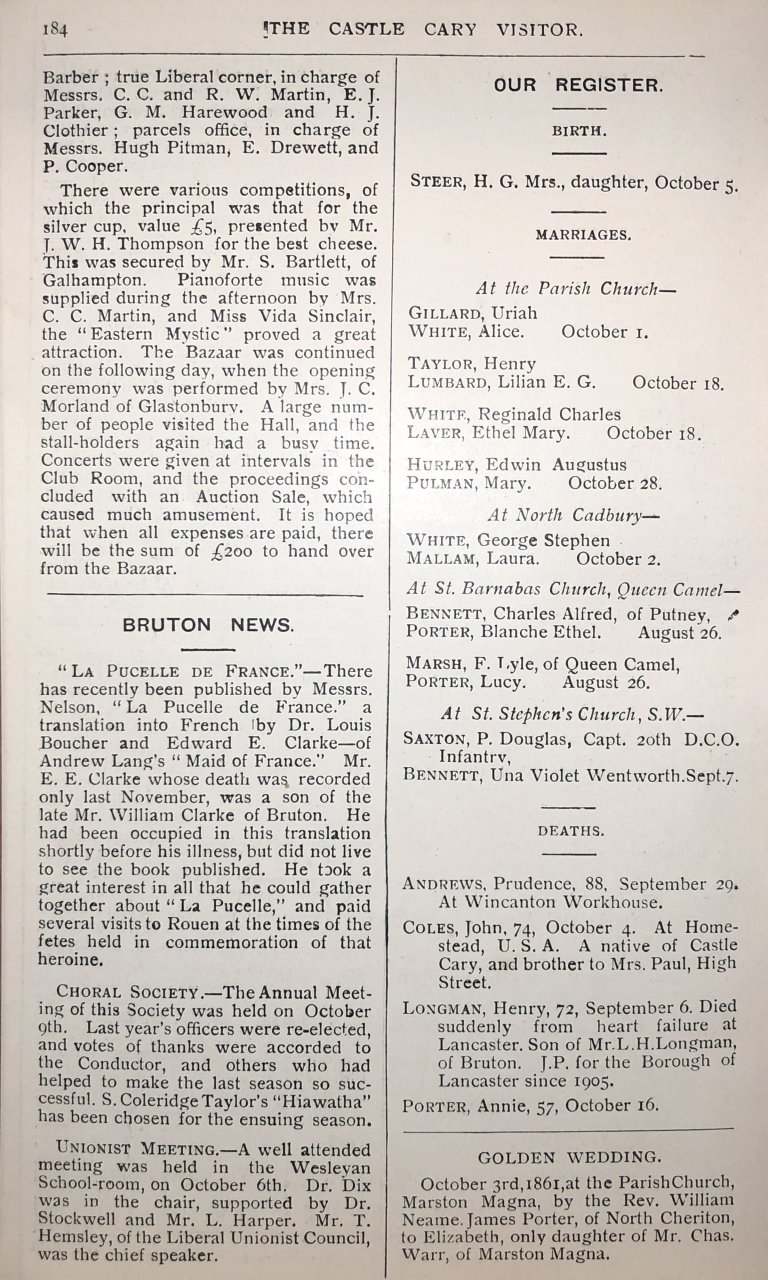 184
THE CASTLE CARY VISITOR.
Barber ; true Liberal corner, in charge of
Messrs. C. C. and R. W. Martin, E. J.
Parker, G. M. Harewood and H. J.
Clothier ; parcels office, in charge of
Messrs. Hugh Pitman, E. Drewett, and
P. Cooper.
There were various competitions, of
which the principal was that for the
silver cup, value £5, presented by Mr.
J. W. H. Thompson for the best cheese.
This was secured by Mr. S. Bartlett, of
Galhampton. Pianoforte music was
supplied during the afternoon by Mrs.
C. C. Martin, and Miss Vida Sinclair,
the "Eastern Mystic" proved a great
attraction. The Bazaar was continued
on the following day, when the opening
ceremony was performed by Mrs. J. C.
Morland of Glastonbury. A large num-
ber of people visited the Hall, and the
stall-holders again had a busy time.
Concerts were given at intervals in the
Club Room, and the proceedings con-
cluded with an Auction Sale, which
caused much amusement. It is hoped
that when all expenses are paid, there
will be the sum of £200 to hand over
from the Bazaar.
BRUTON NEWS.
"LA PUCELLE DE FRANCE."—There
has recently been published by Messrs.
Nelson, "La Pucelle de France." a
translation into French by Dr. Louis
Boucher and Edward E. Clarke—of
Andrew Lang's "Maid of France." Mr.
E. E. Clarke whose death was recorded
only last November, was a son of the
late Mr. William Clarke of Bruton. He
had been occupied in this translation
shortly before his illness, but did not live
to see the book published. He took a
great interest in all that he could gather
together about "La Pucelle," and paid
several visits to Rouen at the times of the
fetes held in commemoration of that
heroine.
CHORAL SOCIETY.—The Annual Meet-
ing of this Society was held on October
9th. Last year's officers were re-elected,
and votes of thanks were accorded to
the Conductor, and others who had
helped to make the last season so suc-
cessful. S. Coleridge Taylor's "Hiawatha"
has been chosen for the ensuing season.
UNIONIST MEETING.—A well attended
meeting was held in the Wesleyan
School-room, on October 6th. Dr. Dix
was in the chair, supported by Dr.
Stockwell and Mr. L. Harper. Mr. T.
Hemsley, of the Liberal Unionist Council,
was the chief speaker.
OUR REGISTER.
BIRTH.
STEER, H. G. Mrs., daughter, October 5.
MARRIAGES.
At the Parish Church—
GILLARD, Uriah
WHITE, Alice. October 1.
TAYLOR, Henry
LUMBARD, Lilian E. G. October 18.
WHITE, Reginald Charles
LAVER, Ethel Mary. October 18.
HURLEY, Edwin Augustus
PULMAN, Mary. October 28.
At North Cadbury—
WHITE, George Stephen
MALLAM, Laura. October 2.
At St. Barnabas Church, Queen Camel—
BENNETT, Charles Alfred, of Putney,
PORTER, Blanche Ethel. August 26.
MARSH, F. Lyle, of Queen Camel,
PORTER, Lucy. August 26.
At St. Stephen's Church, S.W.—
SAXTON, P. Douglas, Capt. 20th D.C.O.
Infantry,
BENNETT, Una Violet Wentworth.Sept.7.
DEATHS.
ANDREWS, Prudence, 88, September 29.
At Wincanton Workhouse.
COLES, John, 74, October 4. At Home-
stead, U.S.A. A native of Castle
Cary, and brother to Mrs. Paul, High
Street.
LONGMAN, Henry, 72, September 6. Died
suddenly from heart failure at
Lancaster. Son of Mr.L.H.Longman,
of Bruton. J.P. for the Borough of
Lancaster since 1905.
PORTER, Annie, 57, October 16.
GOLDEN WEDDING.
October 3rd,1861,at the ParishChurch,
Marston Magna, by the Rev. William
Neame. James Porter, of North Cheriton,
to Elizabeth, only daughter of Mr. Chas.
Warr, of Marston Magna.